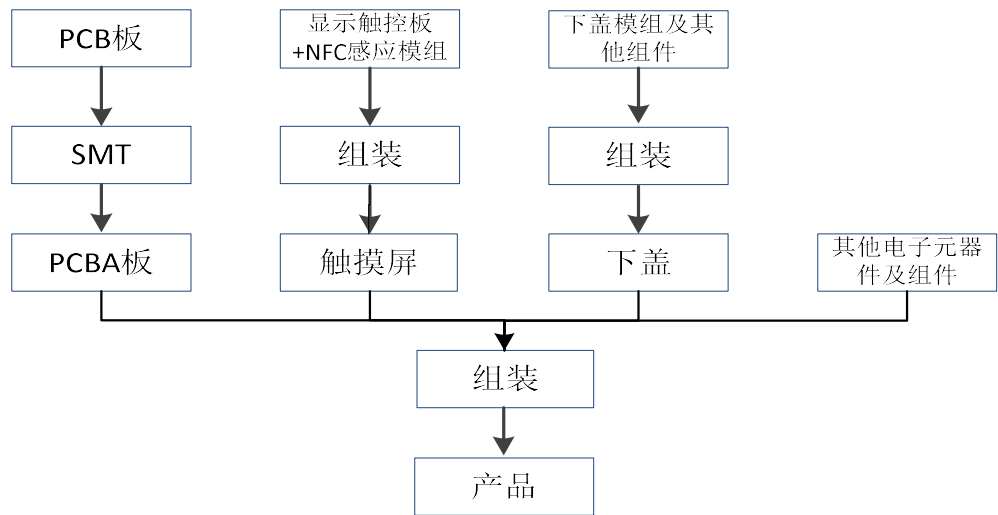 PCB板
显示触控板
+NFC感应模组
下盖模组及其
他组件
SMT
组装
组装
PCBA板
触摸屏
下盖
其他电子元器
件及组件
组装
产品